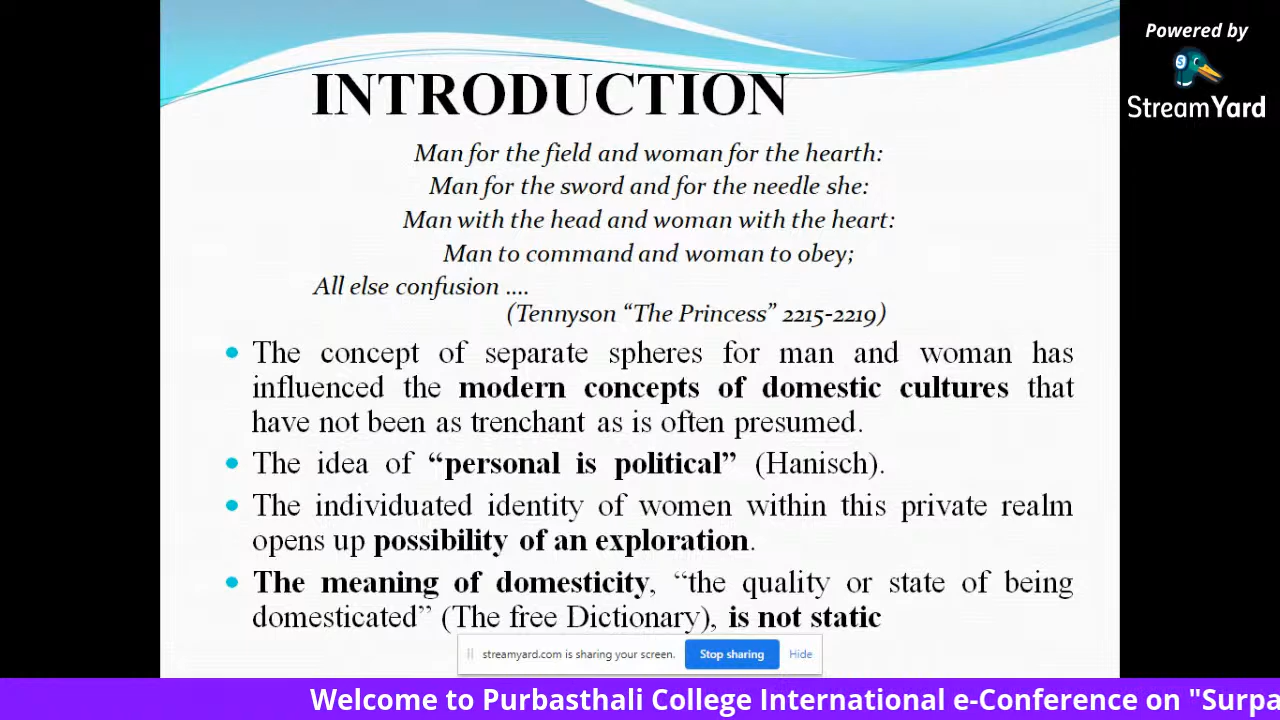 Powered by
StreamYard
INTRODUCTION
Man for the field and woman for the hearth:
Man for the sword and for the needle she:
Man with the head and woman with the heart:
Man to command and woman to obey;
All else confusion ....
(Tennyson “The Princess” 2215-2219)
The concept of separate spheres for man and woman has
influenced the modern concepts of domestic cultures that
have not been as trenchant as is often presumed.
The idea of “personal is political” (Hanisch).
The individuated identity of women within this private realm
opens up possibility of an exploration.
The meaning of domesticity, “the quality or state of being
domesticated” (The free Dictionary), is not static
streamyard.com is sharing your screen. Stop sharing Hide
Welcome to Purbasthali College International e-Conference on "Surpa